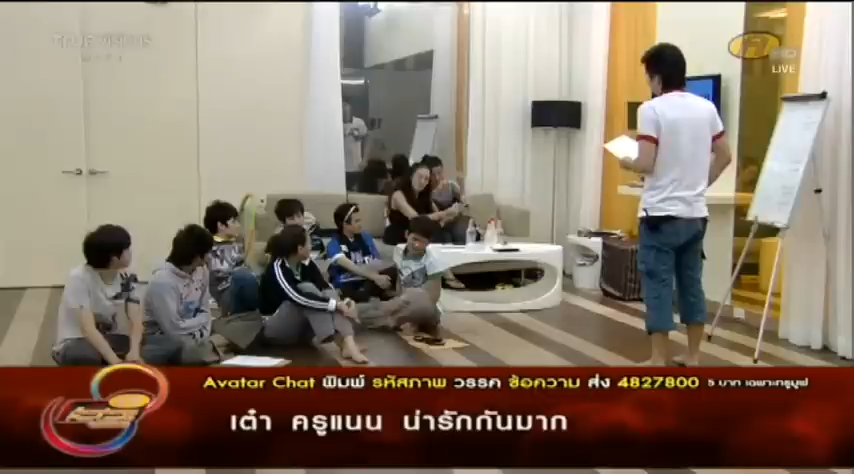 TRUE VISIONS
HD
LIVE
Avatar Chat พิมพ์ รหัสภาพ วรรค ข้อความ ส่ง 4827800 5 บาท เฉพาะทรูมูฟ
เต๋า ครูแนน น่ารักกันมาก